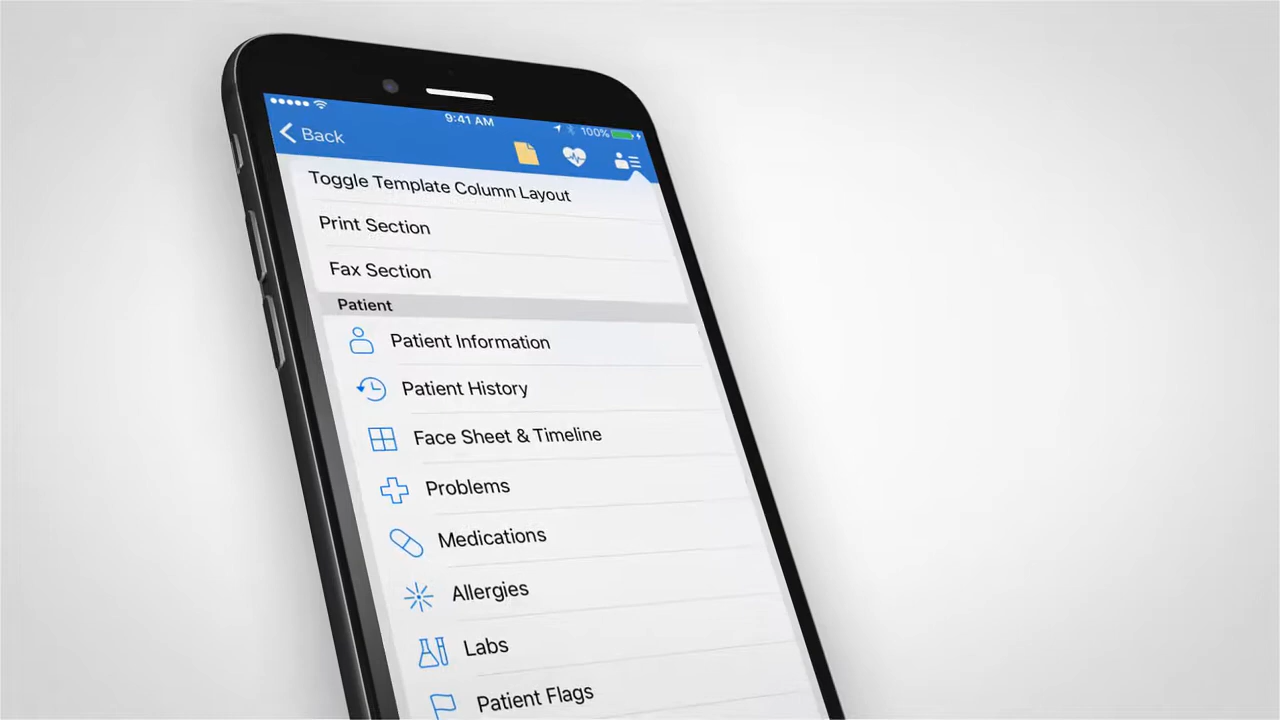 9:41 AM
100%
Back
Toggle Template Column Layout
Print Section
Fax Section
Patient
Patient Information
Patient History
Face Sheet & Timeline
Problems
Medications
Allergies
Labs
Patient Flags